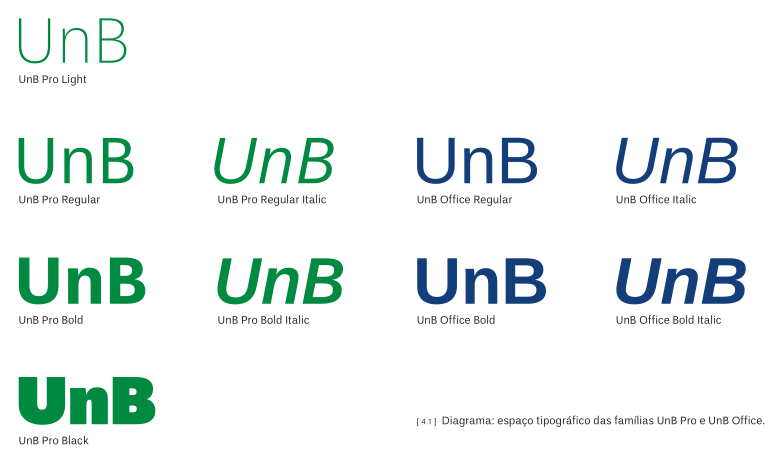 UnB
UnB Pro Light
UnB UnB UnB UnB
UnB Pro Regular UnB Pro Regular Italic UnB Office Regular UnB Office Italic
UnB UnB UnB UnB
UnB Pro Bold UnB Pro Bold Italic UnB Office Bold UnB Office Bold Italic
UnB
UnB Pro Black
[ 4.1 ] Diagrama: espaço tipográfico das famílias UnB Pro e UnB Office.